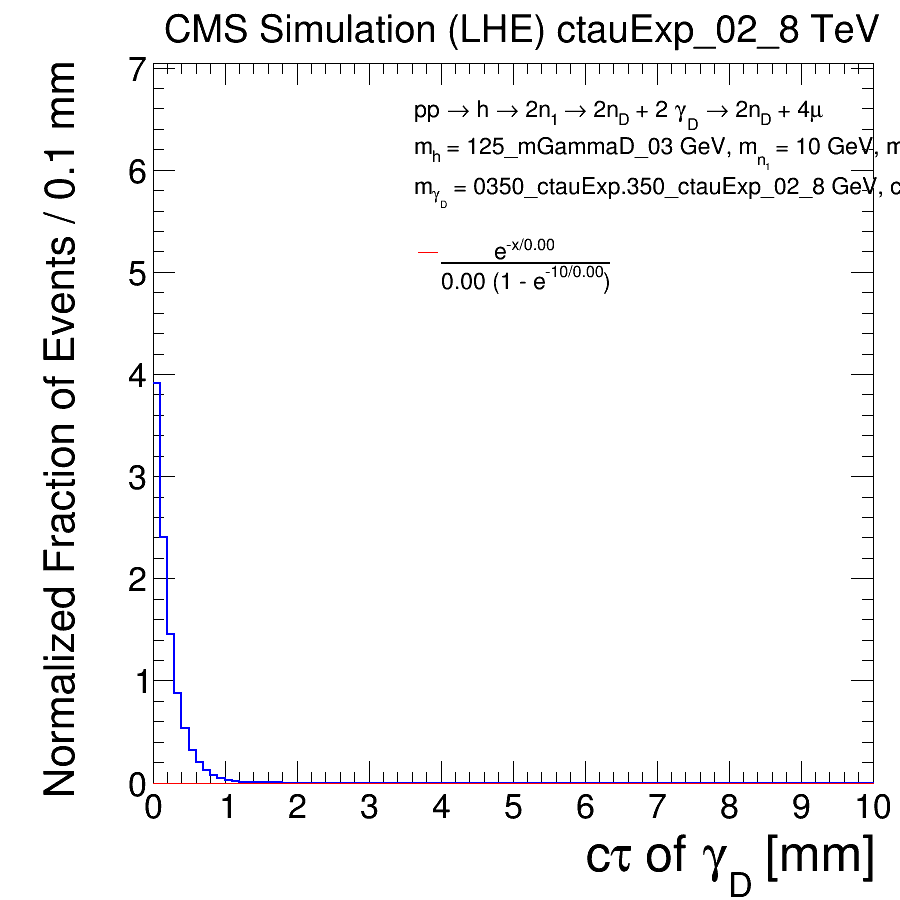 CMS Simulation (LHE) ctauExp_02_8 TeV
Normalized Fraction of Events / 0.1 mm
7
6
5
4
3
2
1
0
pp → h → 2n1 → 2nD + 2 γD → 2nD + 4μ
mh = 125_mGammaD_03 GeV, mn1 = 10 GeV, m
mγD = 0350_ctauExp.350_ctauExp_02_8 GeV, c
e-x/0.00
0.00 (1 - e-10/0.00)
0 1 2 3 4 5 6 7 8 9 10
cτ of γD [mm]